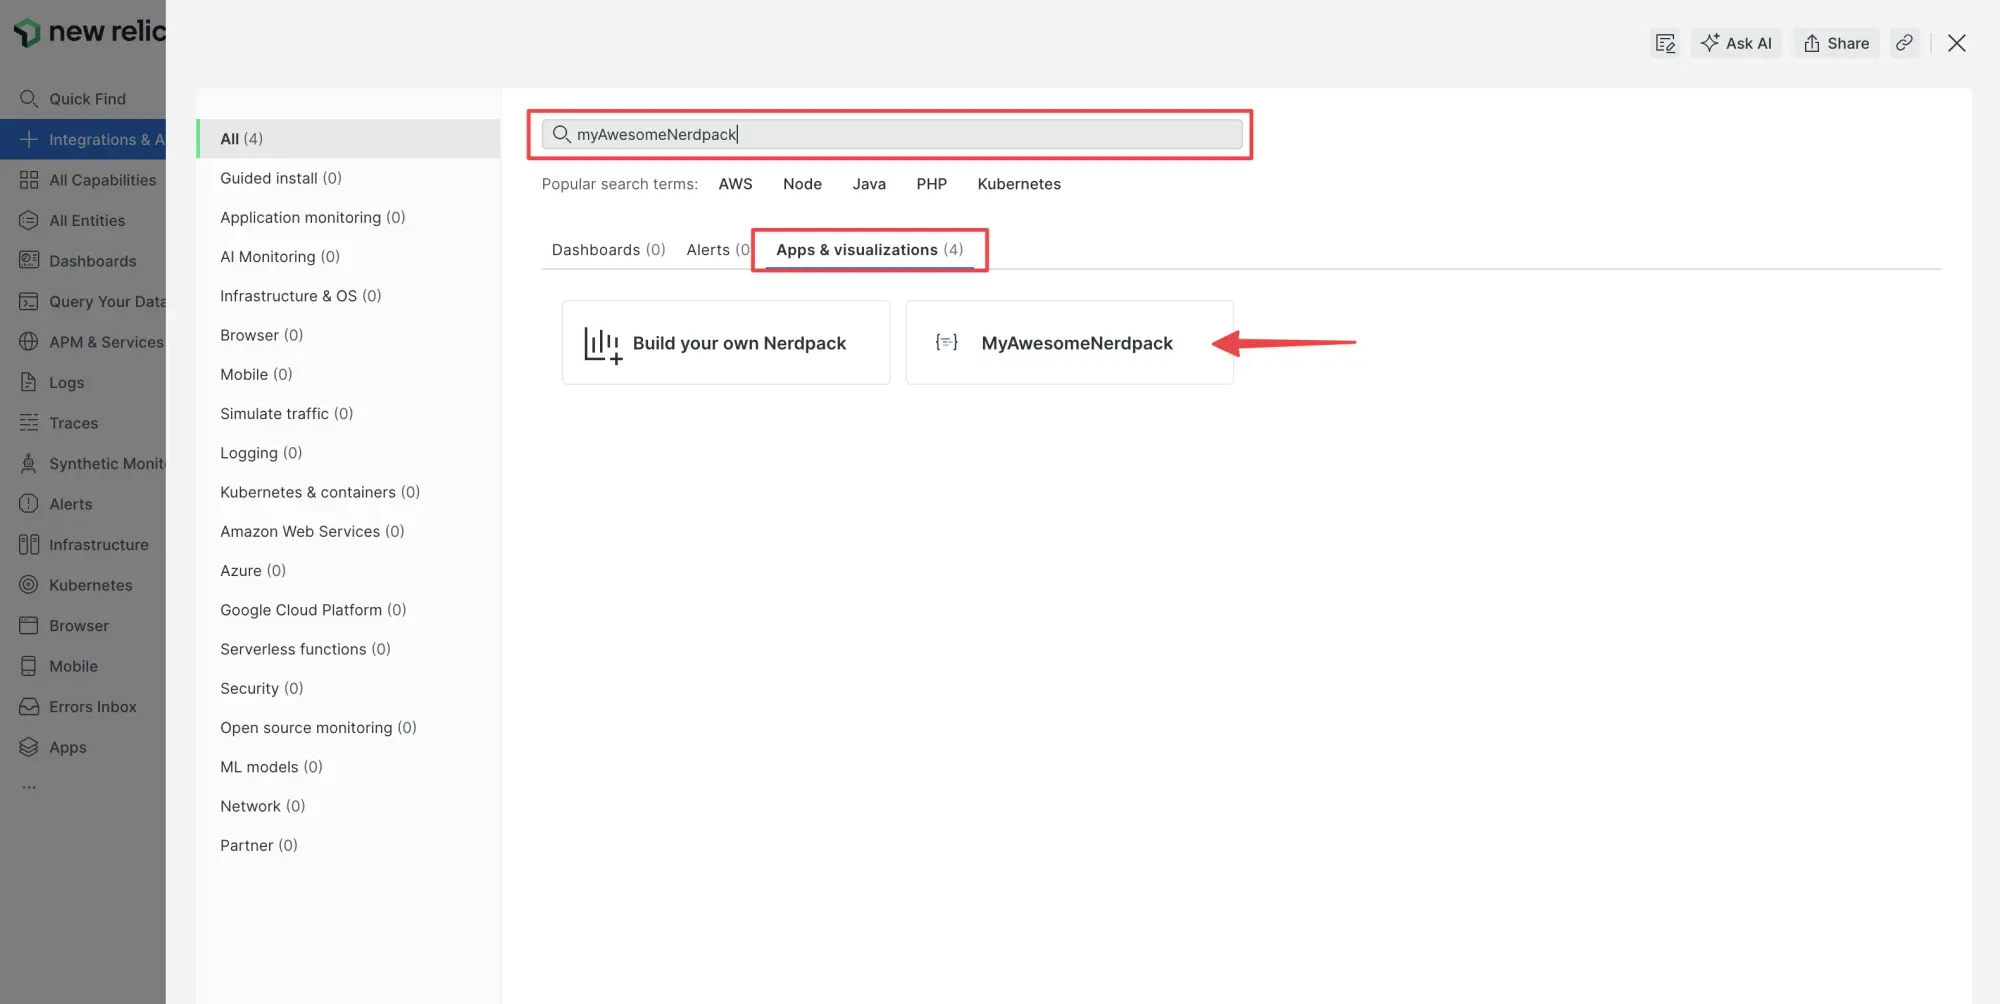 new relic
Quick Find
Integrations & A
All Capabilities
All Entities
Dashboards
Query Your Data
APM & Services
Logs
Traces
Synthetic Monit
Alerts
Infrastructure
Kubernetes
Browser
Mobile
Errors Inbox
Apps
...
Ask AI
Share
All (4)
Guided install (0)
Application monitoring (0)
AI Monitoring (0)
Infrastructure & OS (0)
Browser (0)
Mobile (0)
Simulate traffic (0)
Logging (0)
Kubernetes & containers (0)
Amazon Web Services (0)
Azure (0)
Google Cloud Platform (0)
Serverless functions (0)
Security (0)
Open source monitoring (0)
ML models (0)
Network (0)
Partner (0)
myAwesomeNerdpack
Popular search terms: AWS Node Java PHP Kubernetes
Dashboards (0) Alerts (0 Apps & visualizations (4)
Build your own Nerdpack
MyAwesomeNerdpack